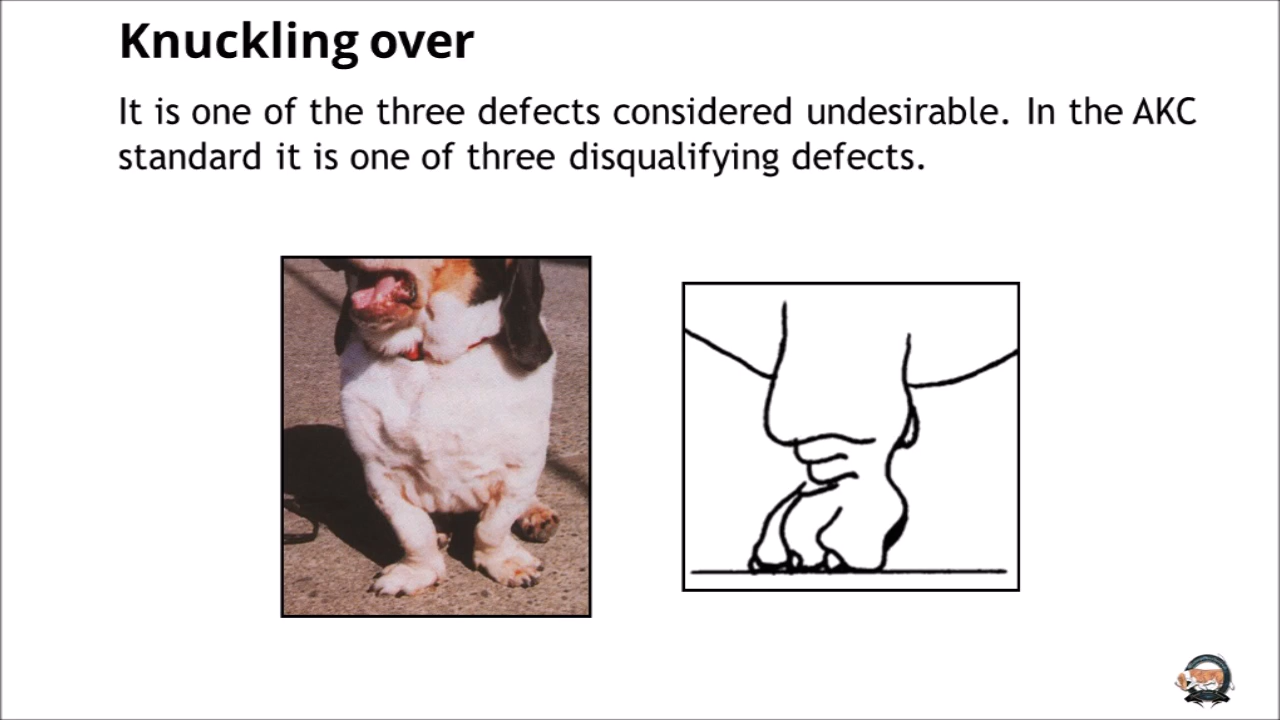 Knuckling over
It is one of the three defects considered undesirable. In the AKC
standard it is one of three disqualifying defects.